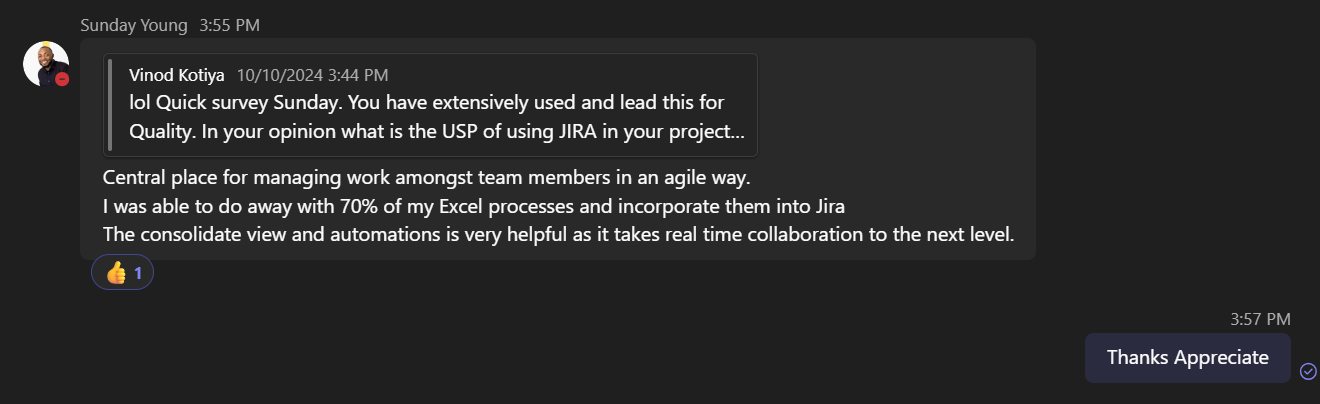 Sunday Young 3:55 PM
Vinod Kotiya 10/10/2024 3:44 PM
lol Quick survey Sunday. You have extensively used and lead this for
Quality. In your opinion what is the USP of using JIRA in your project...
Central place for managing work amongst team members in an agile way.
I was able to do away with 70% of my Excel processes and incorporate them into Jira
The consolidate view and automations is very helpful as it takes real time collaboration to the next level.
👍 1
3:57 PM
Thanks Appreciate